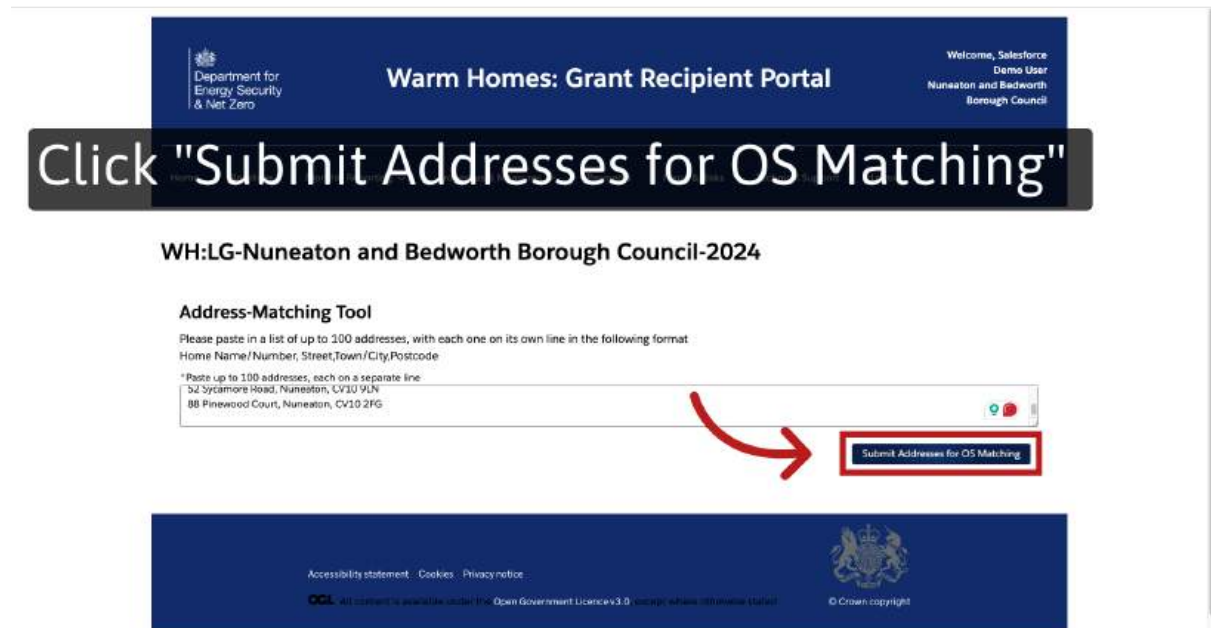 Department for
Energy Security
& Net Zero
Warm Homes: Grant Recipient Portal
Welcome, Salesforce
Demo User
Nuneaton and Bedworth
Borough Council
Click "Submit Addresses for OS Matching"
WH:LG-Nuneaton and Bedworth Borough Council-2024
Address-Matching Tool
Please paste in a list of up to 100 addresses, with each one on its own line in the following format
Home Name/Number, Street,Town/City,Postcode
*Paste up to 100 addresses, each on a separate line
52 Sycamore Road, Nuneaton, CV10 9LN
88 Pinewood Court, Nuneaton, CV10 2FG
Submit Addresses for OS Matching
Accessibility statement Cookies Privacy notice
OGL All content is available under the Open Government Licence v3.0, except where otherwise stated
© Crown copyright